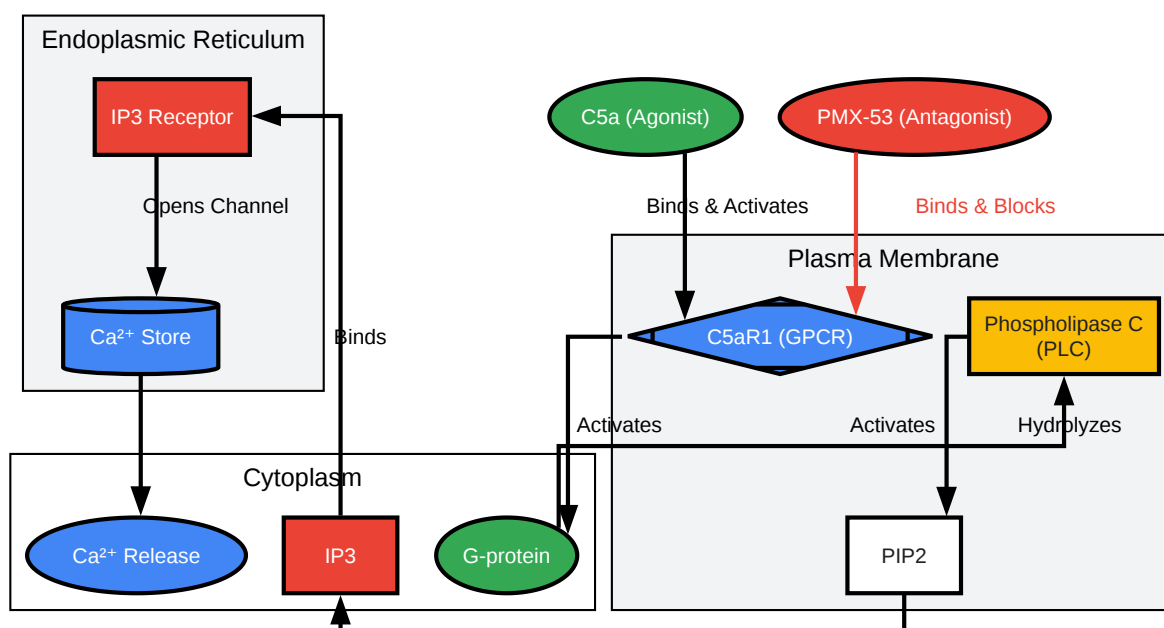 Endoplasmic Reticulum
IP3 Receptor
C5a (Agonist)
PMX-53 (Antagonist)
Opens Channel
Binds & Activates
Binds & Blocks
Plasma Membrane
Ca²⁺ Store
Binds
C5aR1 (GPCR)
Phospholipase C
(PLC)
Activates
Activates
Hydrolyzes
Cytoplasm
Ca²⁺ Release
IP3
G-protein
PIP2